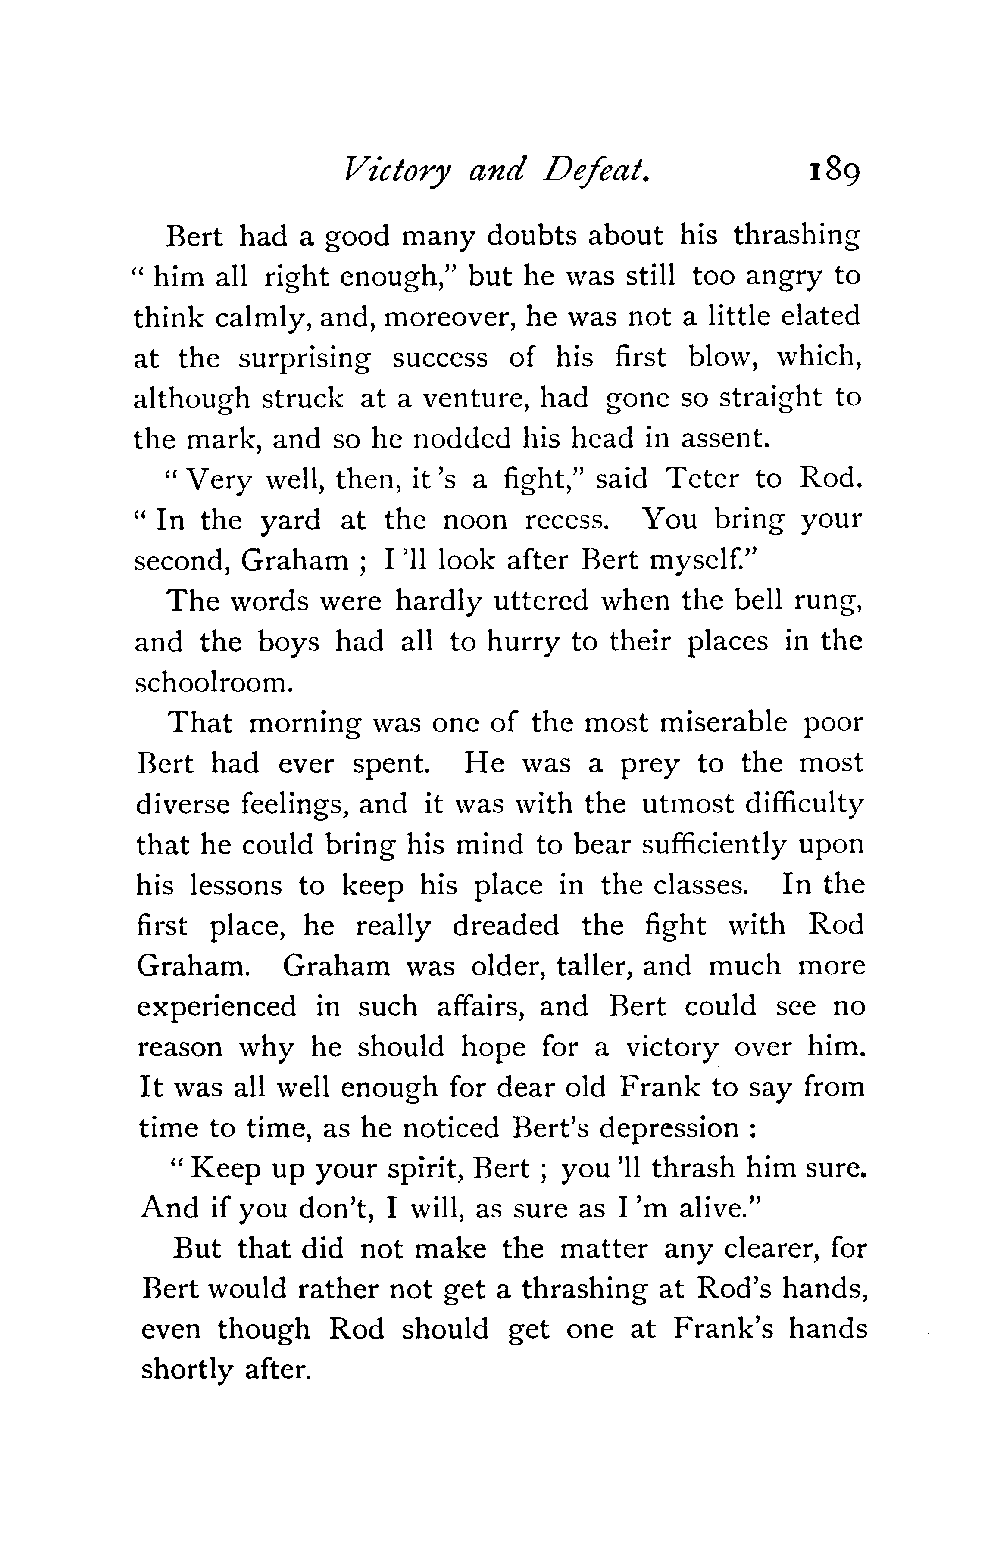 Victory and Defeat. 189
Bert had a good many doubts about his thrashing
“ him all right enough,” but he was still too angry to
think calmly, and, moreover, he was not a little elated
at the surprising success of his first blow, which,
although struck at a venture, had gone so straight to
the mark, and so he nodded his head in assent.
“ Very well, then, it 's a fight,” said Teter to Rod.
“ In the yard at the noon recess. You bring your
second, Graham ; I 'll look after Bert myself.”
The words were hardly uttered when the bell rung,
and the boys had all to hurry to their places in the
schoolroom.
That morning was one of the most miserable poor
Bert had ever spent. He was a prey to the most
diverse feelings, and it was with the utmost difficulty
that he could bring his mind to bear sufficiently upon
his lessons to keep his place in the classes. In the
first place, he really dreaded the fight with Rod
Graham. Graham was older, taller, and much more
experienced in such affairs, and Bert could see no
reason why he should hope for a victory over him.
It was all well enough for dear old Frank to say from
time to time, as he noticed Bert's depression :
“ Keep up your spirit, Bert ; you 'll thrash him sure.
And if you don't, I will, as sure as I 'm alive.”
But that did not make the matter any clearer, for
Bert would rather not get a thrashing at Rod's hands,
even though Rod should get one at Frank's hands
shortly after.